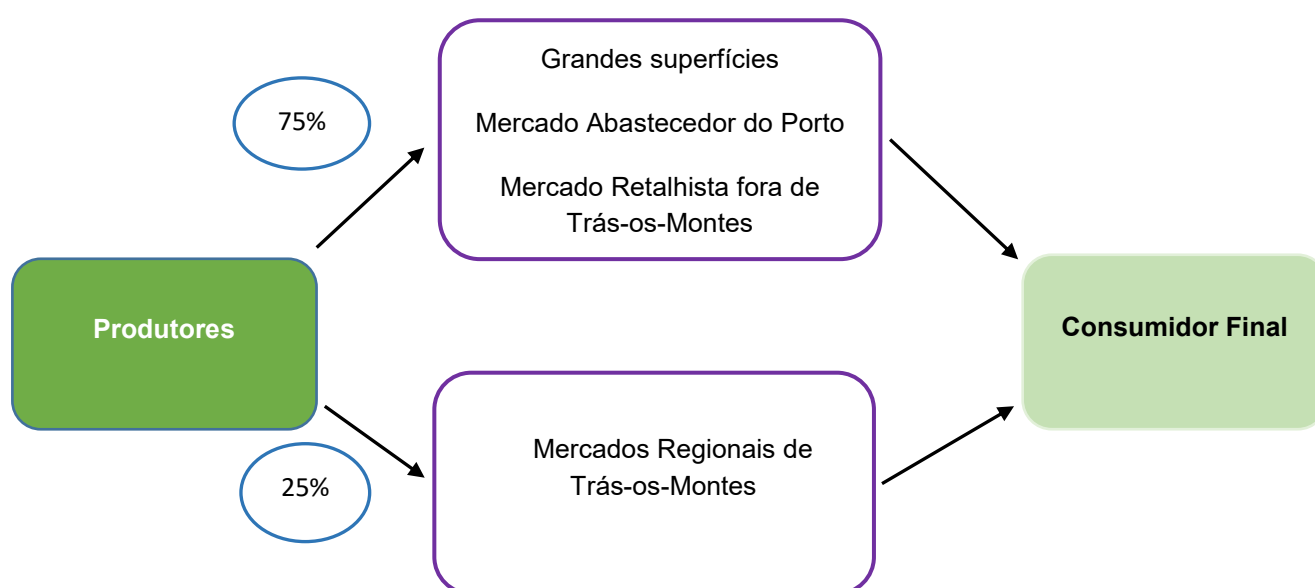 Grandes superfícies
75%
Mercado Abastecedor do Porto
Mercado Retalhista fora de
Trás-os-Montes
Produtores
Consumidor Final
Mercados Regionais de
Trás-os-Montes
25%